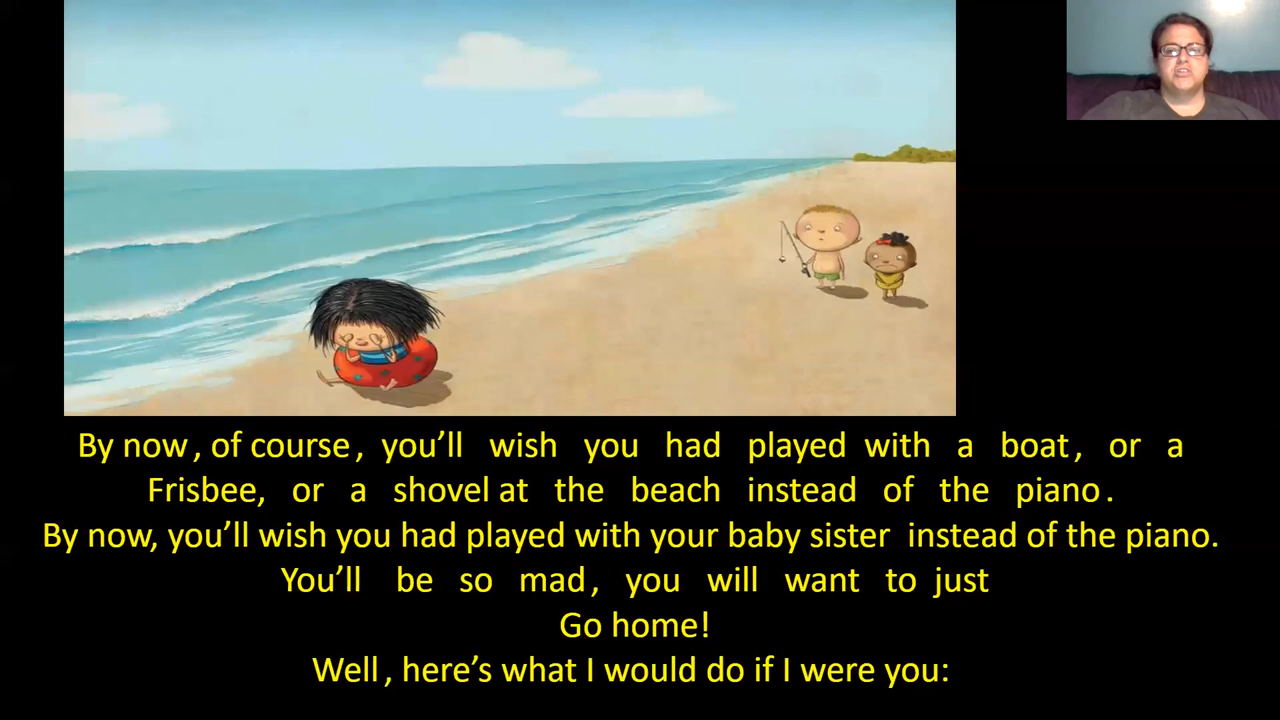 By now, of course, you'll wish you had played with a boat, or a
Frisbee, or a shovel at the beach instead of the piano.
By now, you'll wish you had played with your baby sister instead of the piano.
You'll be so mad, you will want to just
Go home!
Well, here's what I would do if I were you: